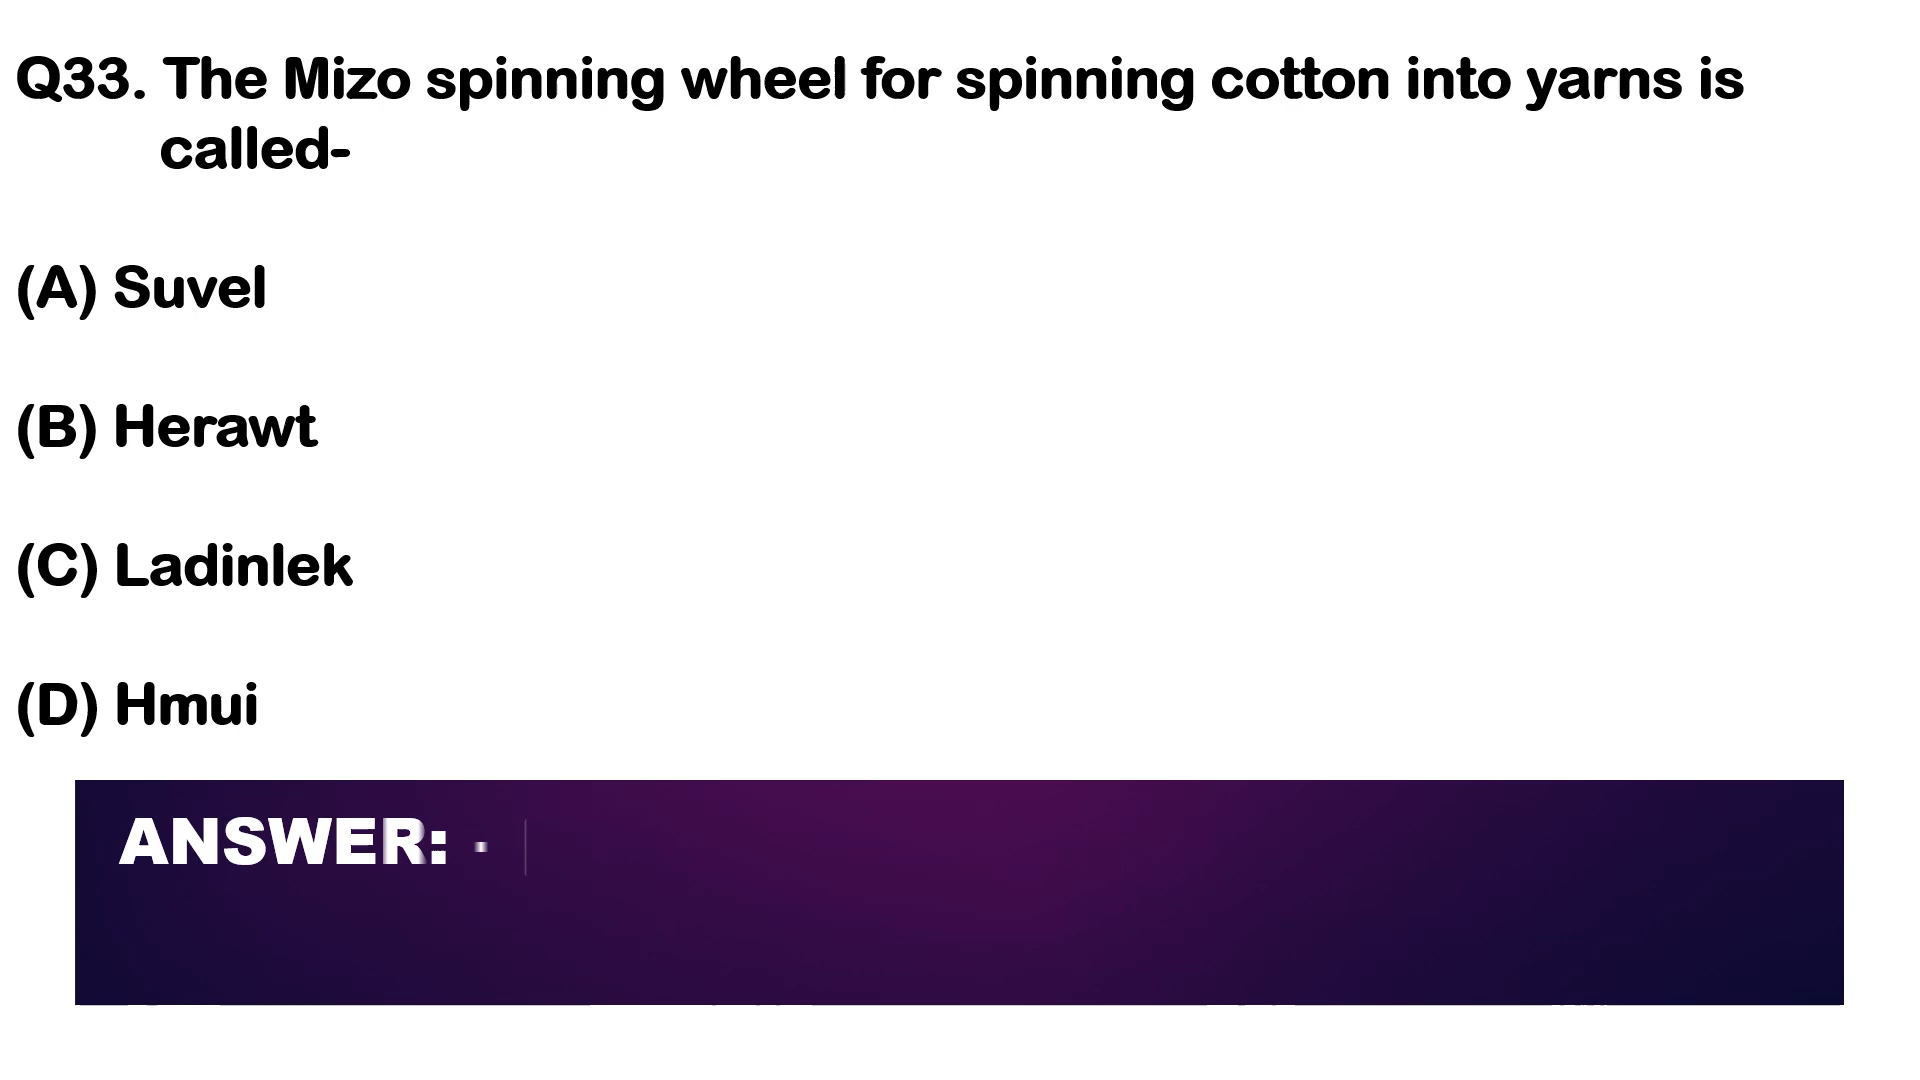 Q33. The Mizo spinning wheel for spinning cotton into yarns is
called-
(A) Suvel
(B) Herawt
(C) Ladinlek
(D) Hmui
ANSWER: